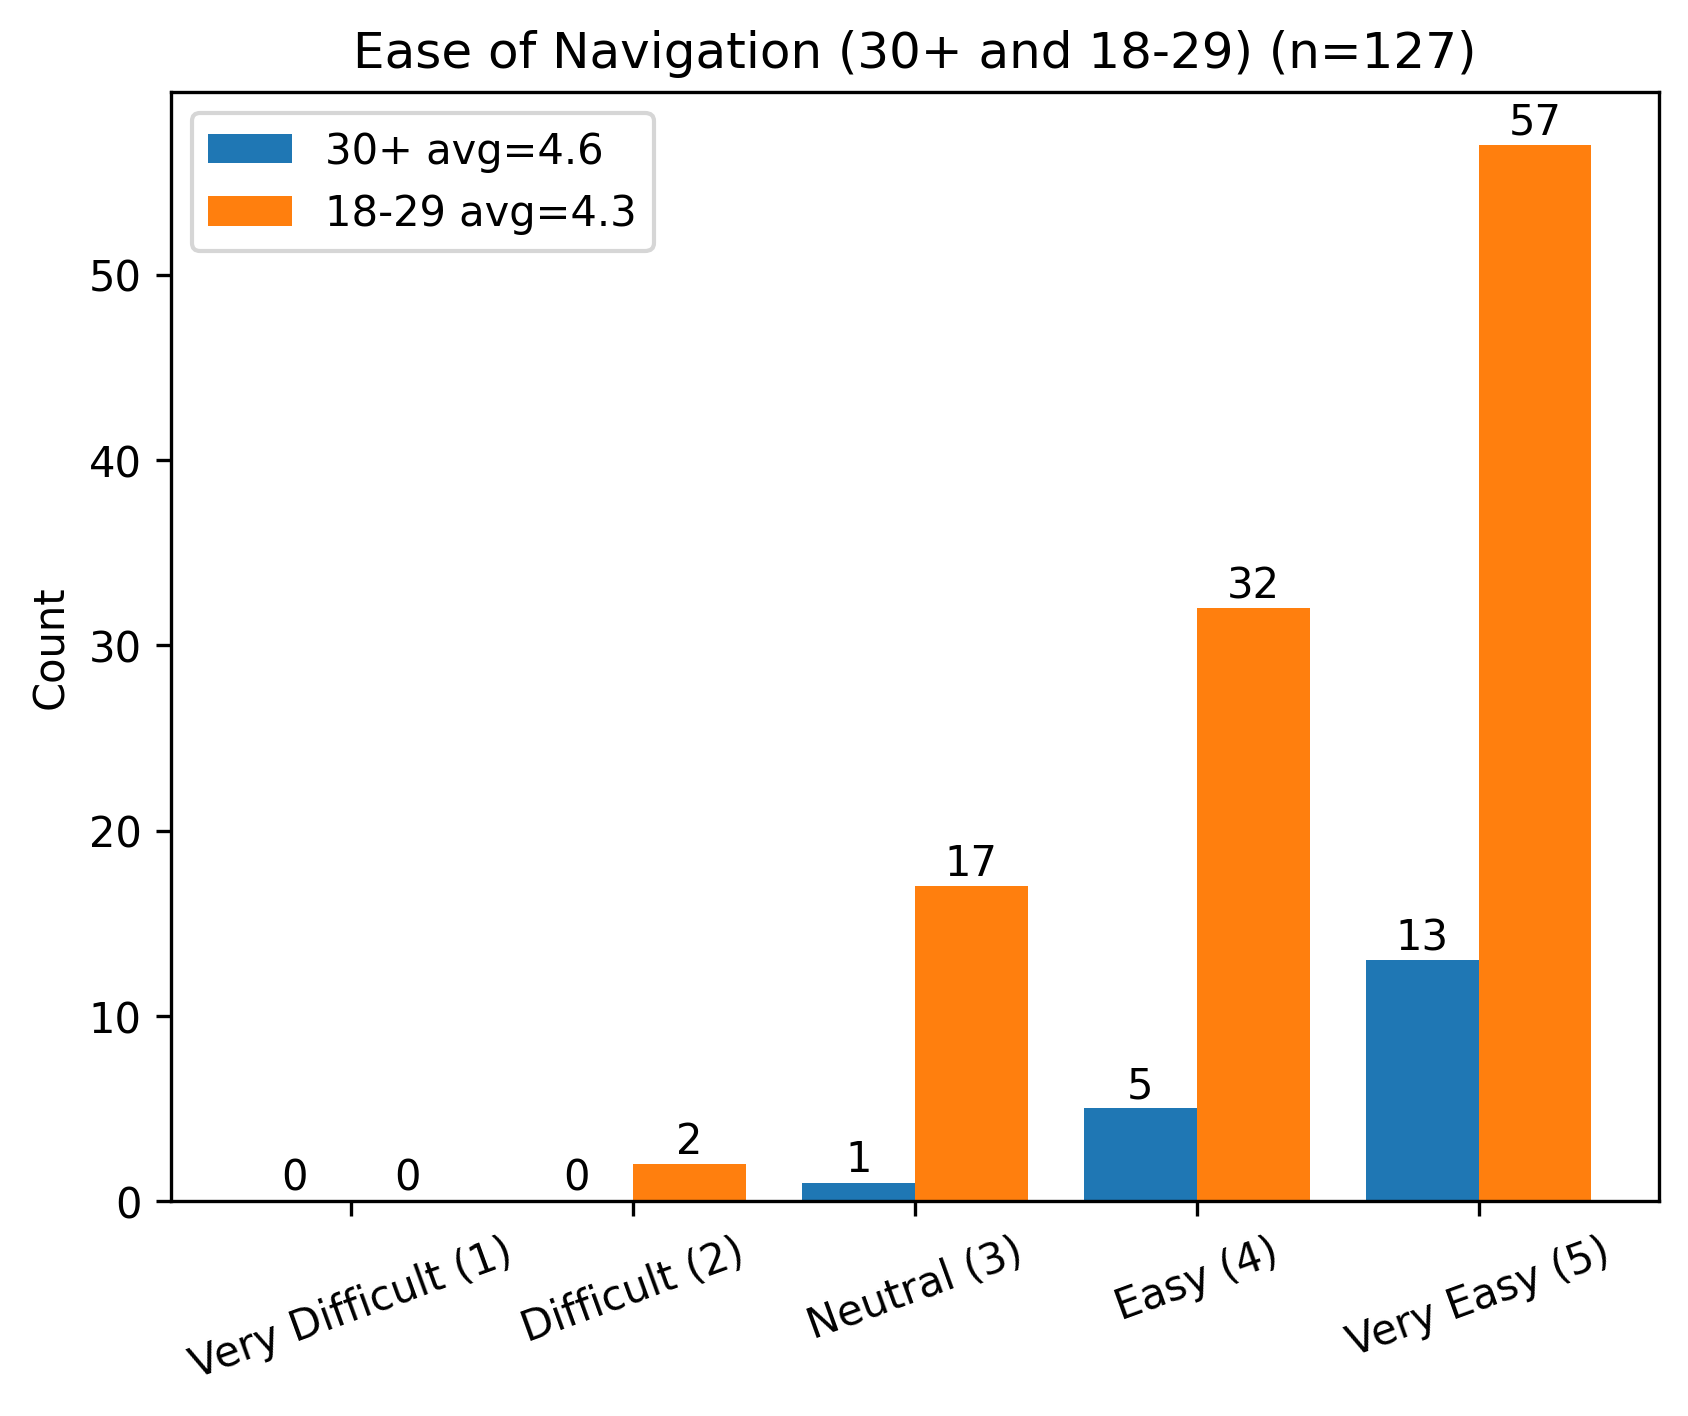 Ease of Navigation (30+ and 18-29) (n=127)
30+ avg=4.6
18-29 avg=4.3
Count
50
40
30
20
10
0
0
0
0
2
1
17
5
32
13
57
Very Difficult (1)
Difficult (2)
Neutral (3)
Easy (4)
Very Easy (5)